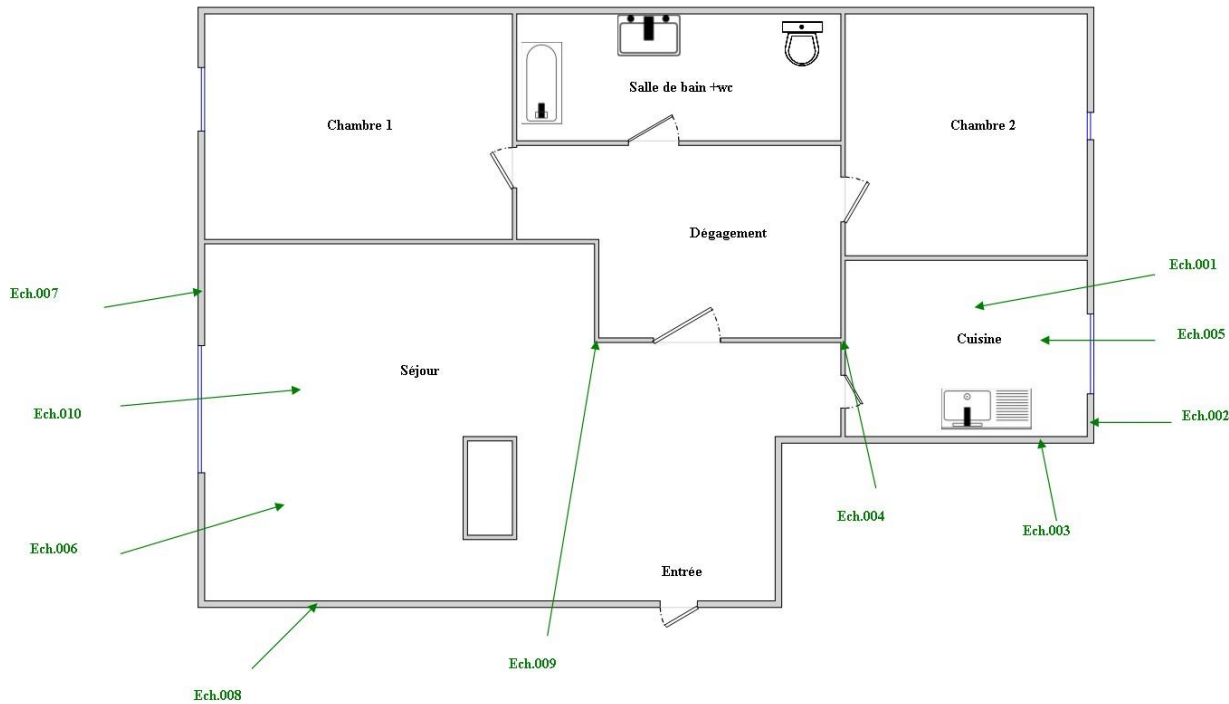 Salle de bain +wc
Chambre 1
Chambre 2
Dégagement
Ech.001
Ech.007
Ech.005
Cuisine
Séjour
Ech.010
Ech.002
Ech.004
Ech.003
Ech.006
Entrée
Ech.009
Ech.008